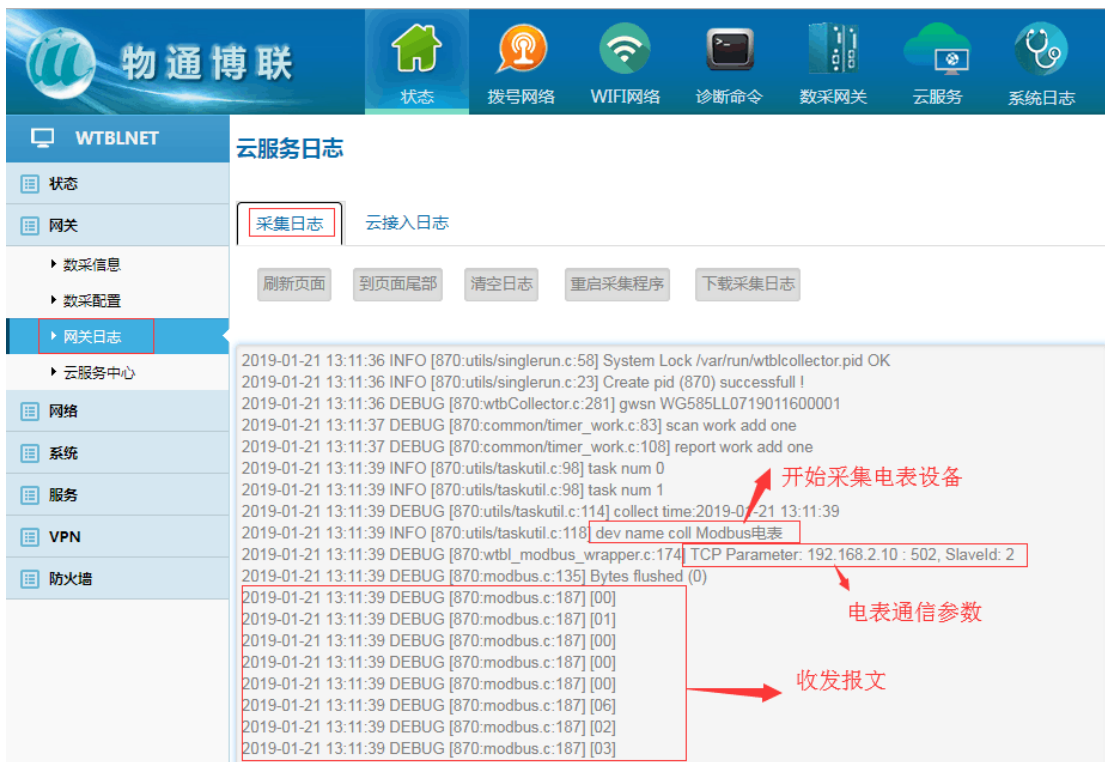 物通博联
状态
拨号网络
WIFI网络
诊断命令
数采网关
云服务
系统日志
WTBLNET
状态
网关
数采信息
数采配置
网关日志
云服务中心
网络
系统
服务
VPN
防火墙
云服务日志
采集日志
云接入日志
刷新页面
到页面尾部
清空日志
重启采集程序
下载采集日志
2019-01-21 13:11:36 INFO [870:utils/singlerun.c:58] System Lock /var/run/wtblcollector.pid OK
2019-01-21 13:11:36 INFO [870:utils/singlerun.c:23] Create pid (870) successfull !
2019-01-21 13:11:36 DEBUG [870:wtbCollector.c:281] gwsn WG585LL0719011600001
2019-01-21 13:11:37 DEBUG [870:common/timer_work.c:83] scan work add one
2019-01-21 13:11:37 DEBUG [870:common/timer_work.c:108] report work add one
2019-01-21 13:11:39 INFO [870:utils/taskutil.c:98] task num 0
2019-01-21 13:11:39 INFO [870:utils/taskutil.c:98] task num 1
开始采集电表设备
2019-01-21 13:11:39 DEBUG [870:utils/taskutil.c:114] collect time:2019-01-21 13:11:39
2019-01-21 13:11:39 INFO [870:utils/taskutil.c:118] dev name coll Modbus电表
2019-01-21 13:11:39 DEBUG [870:wtbl_modbus_wrapper.c:174] TCP Parameter: 192.168.2.10 : 502, SlaveId: 2
2019-01-21 13:11:39 DEBUG [870:modbus.c:135] Bytes flushed (0)
2019-01-21 13:11:39 DEBUG [870:modbus.c:187] [00]
电表通信参数
2019-01-21 13:11:39 DEBUG [870:modbus.c:187] [01]
2019-01-21 13:11:39 DEBUG [870:modbus.c:187] [00]
2019-01-21 13:11:39 DEBUG [870:modbus.c:187] [00]
2019-01-21 13:11:39 DEBUG [870:modbus.c:187] [00]
收发报文
2019-01-21 13:11:39 DEBUG [870:modbus.c:187] [06]
2019-01-21 13:11:39 DEBUG [870:modbus.c:187] [02]
2019-01-21 13:11:39 DEBUG [870:modbus.c:187] [03]